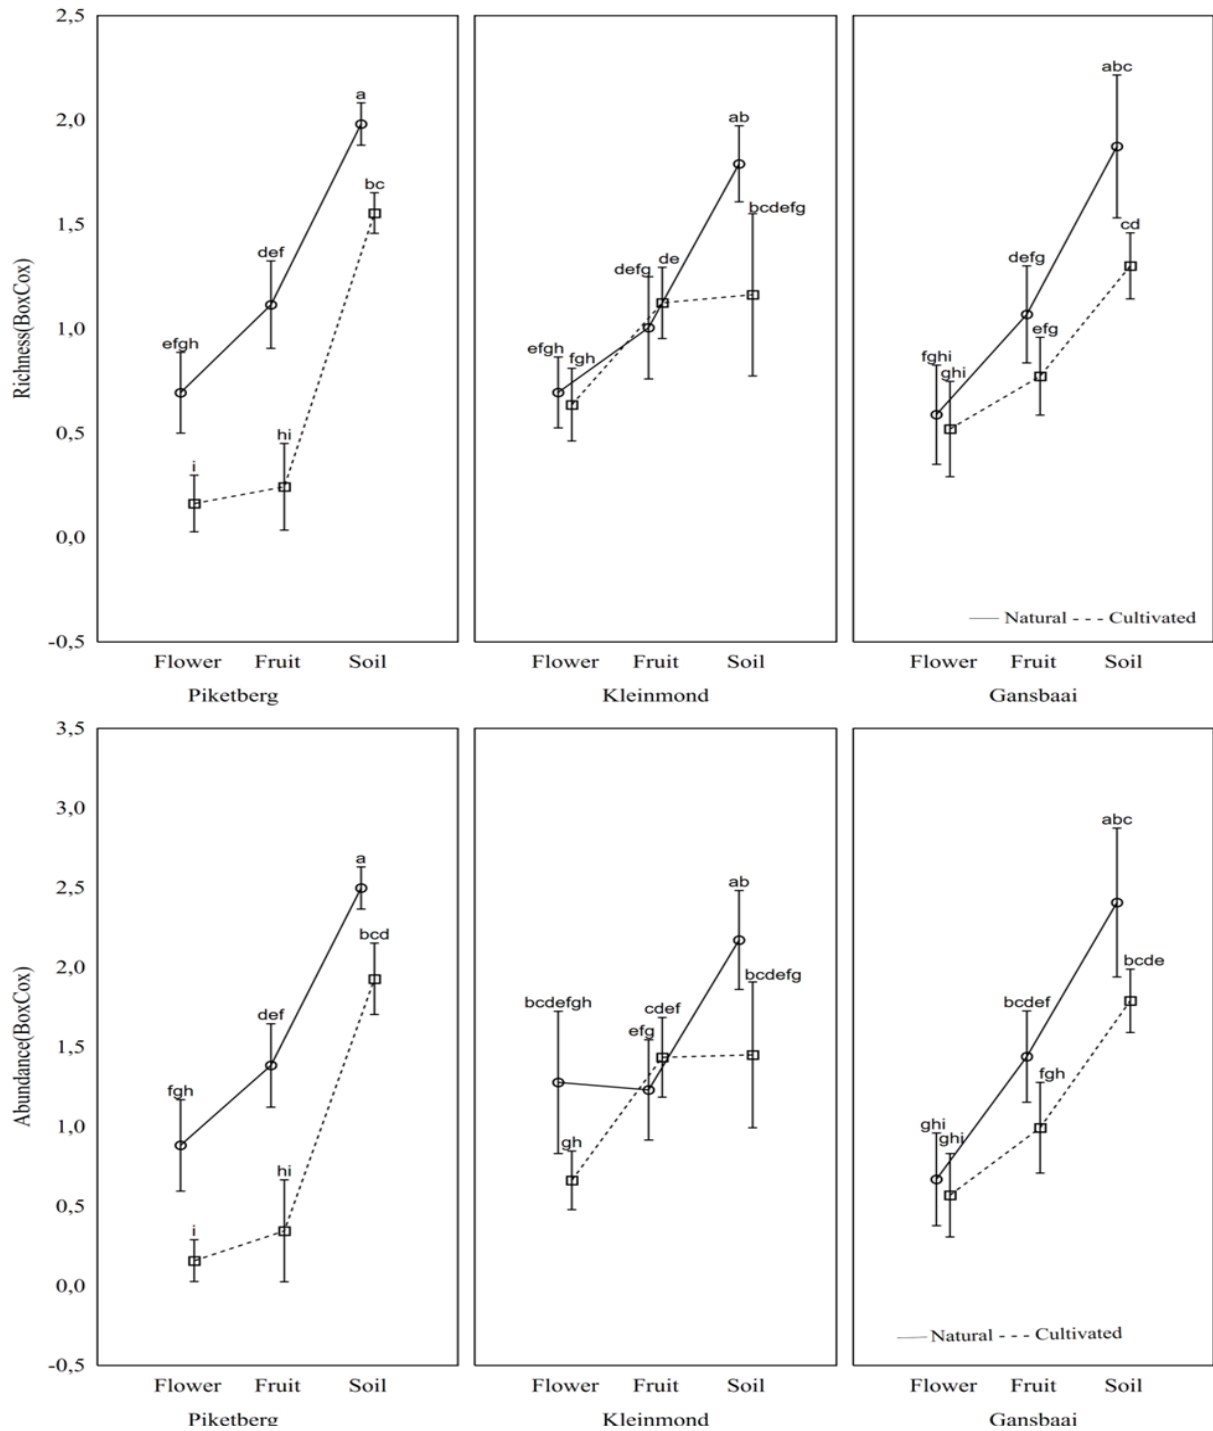 2,5
2,0
1,5
1,0
0,5
0,0
-0,5
Richness(BoxCox)
efgh
def
a
i
hi
bc
efgh
fgh
defg
de
ab
bcdefg
fghi
ghi
defg
efg
abc
cd
Natural Cultivated
Flower Fruit Soil Flower Fruit Soil Flower Fruit Soil
Piketberg Kleinmond Gansbaai
3,5
3,0
2,5
2,0
1,5
1,0
0,5
0,0
-0,5
Abundance(BoxCox)
fgh
def
a
i
hi
bcd
bcdefgh
gh
efg
cdef
ab
bcdefg
ghi
ghi
bcdef
fgh
abc
bcde
Natural Cultivated
Flower Fruit Soil Flower Fruit Soil Flower Fruit Soil
Piketberg Kleinmond Gansbaai